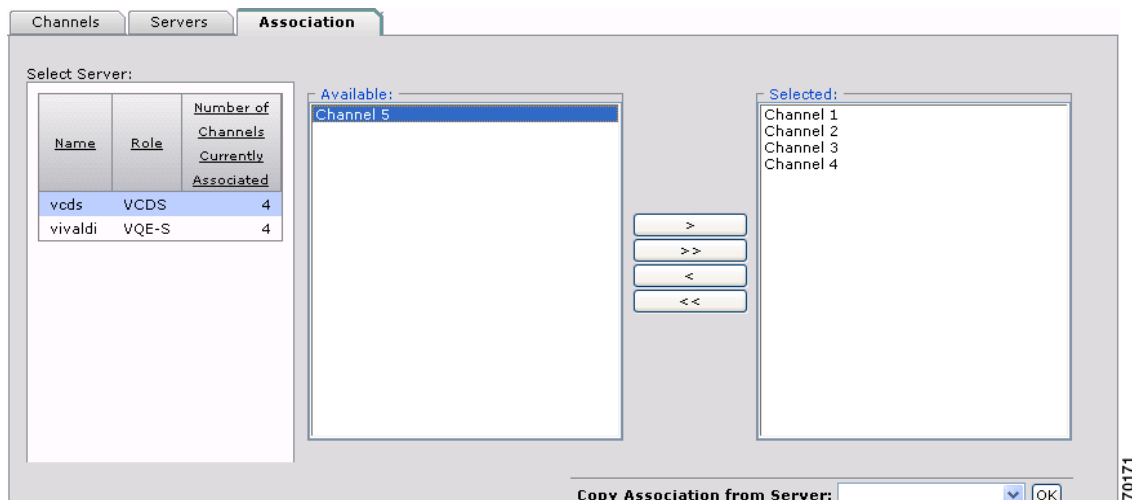 Channels Servers Association
Select Server:
Name Role Number of Channels Currently Associated
vcds VCDS 4
vivaldi VQE-S 4
Available:
Channel 5
>
>>
<
<<
Selected:
Channel 1
Channel 2
Channel 3
Channel 4
Copy Association from Server: OK
70171